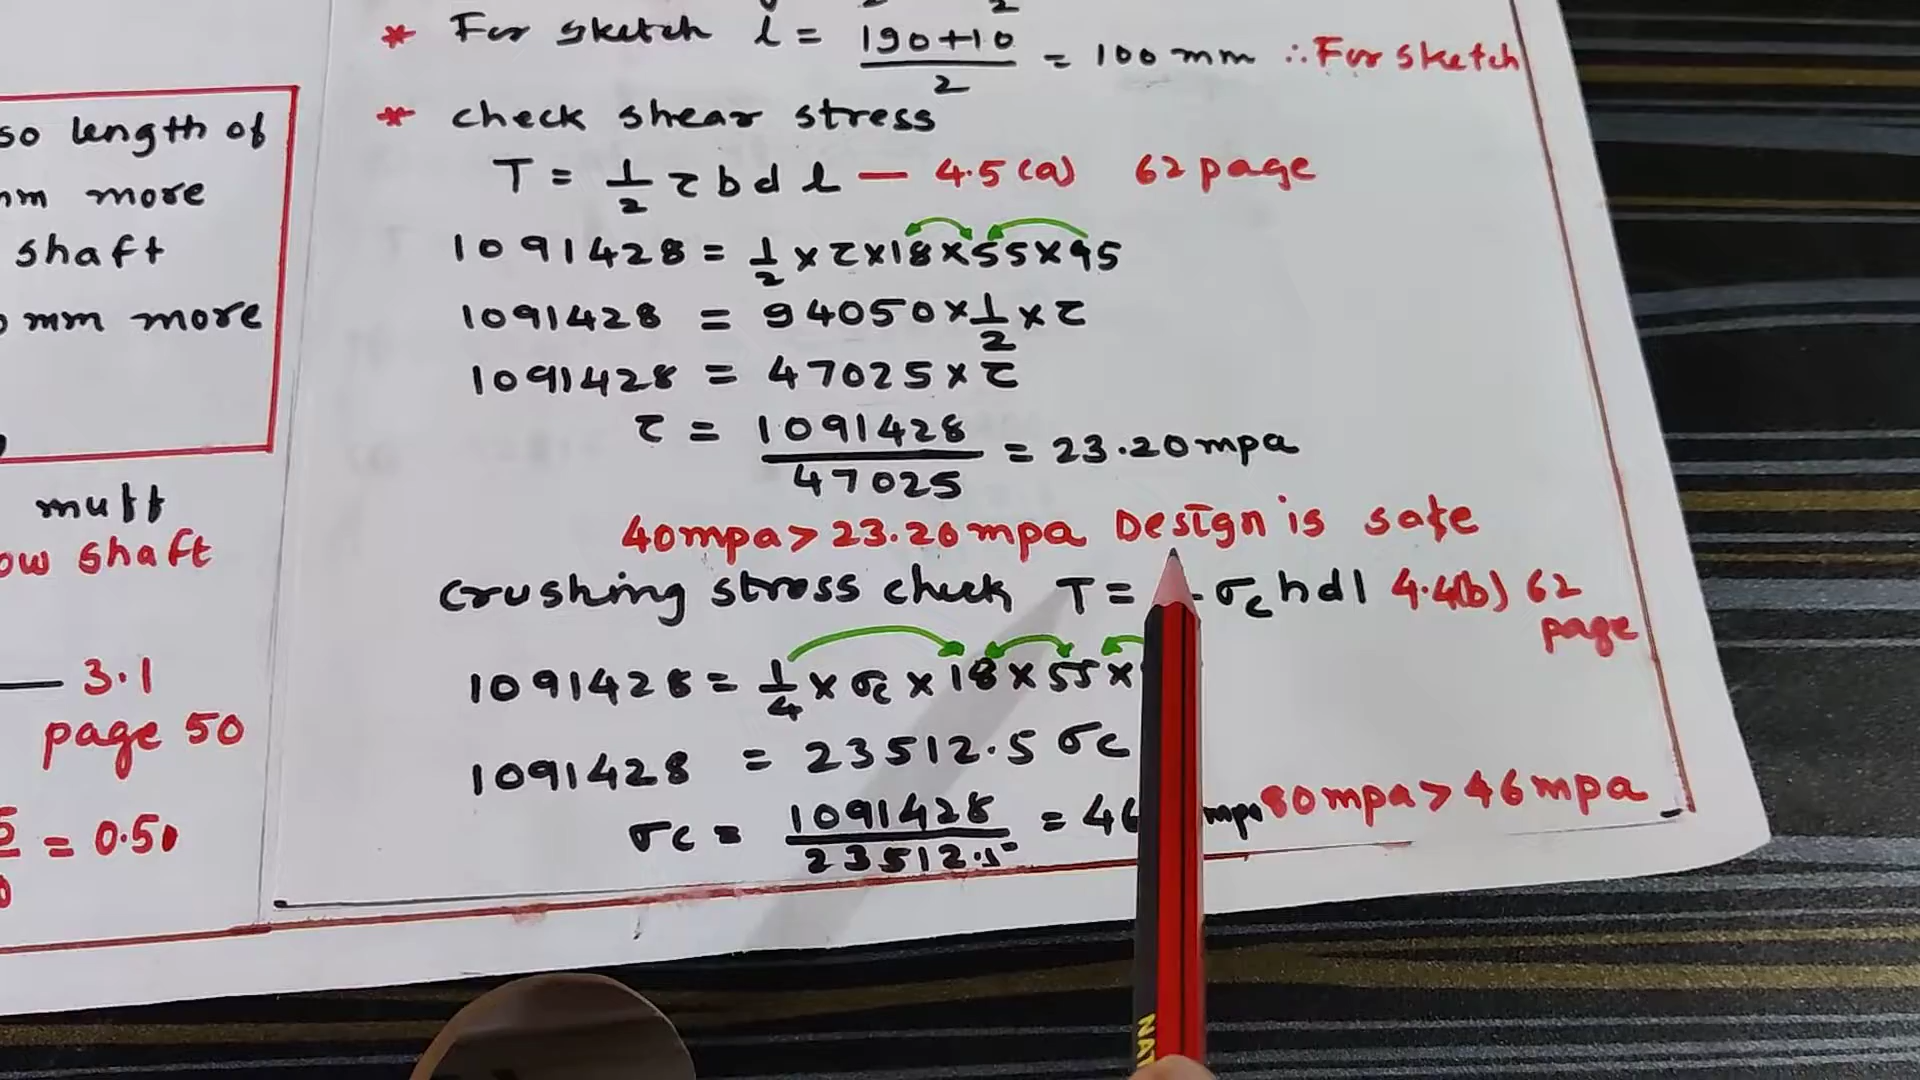 so length of
mm more
shaft
mm more
muff
ow shaft
3.1
page 50
= 0.50
* For sketch l = 190+10 / 2 = 100 mm ∴ For sketch
* check shear stress
T = 1/2 τ b d l — 4.5(a) 62 page
1091428 = 1/2 × τ × 18 × 55 × 95
1091428 = 94050 × 1/2 × τ
1091428 = 47025 × τ
τ = 1091428 / 47025 = 23.20 mpa
40 mpa > 23.20 mpa Design is safe
crushing stress check T = σc h d l 4.4(b) 62 page
1091428 = 1/4 × σc × 18 × 55 ×
1091428 = 23512.5 σc
σc = 1091428 / 23512.5 = 46 mpa 80 mpa > 46 mpa
NAT